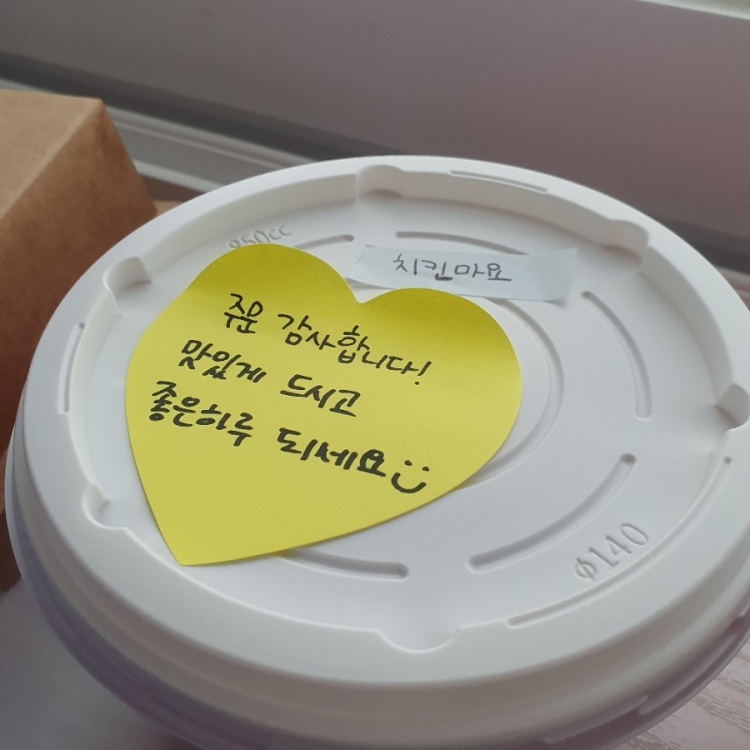 850cc
치킨마요
주문 감사합니다!
맛있게 드시고
좋은하루 되세요
Φ140